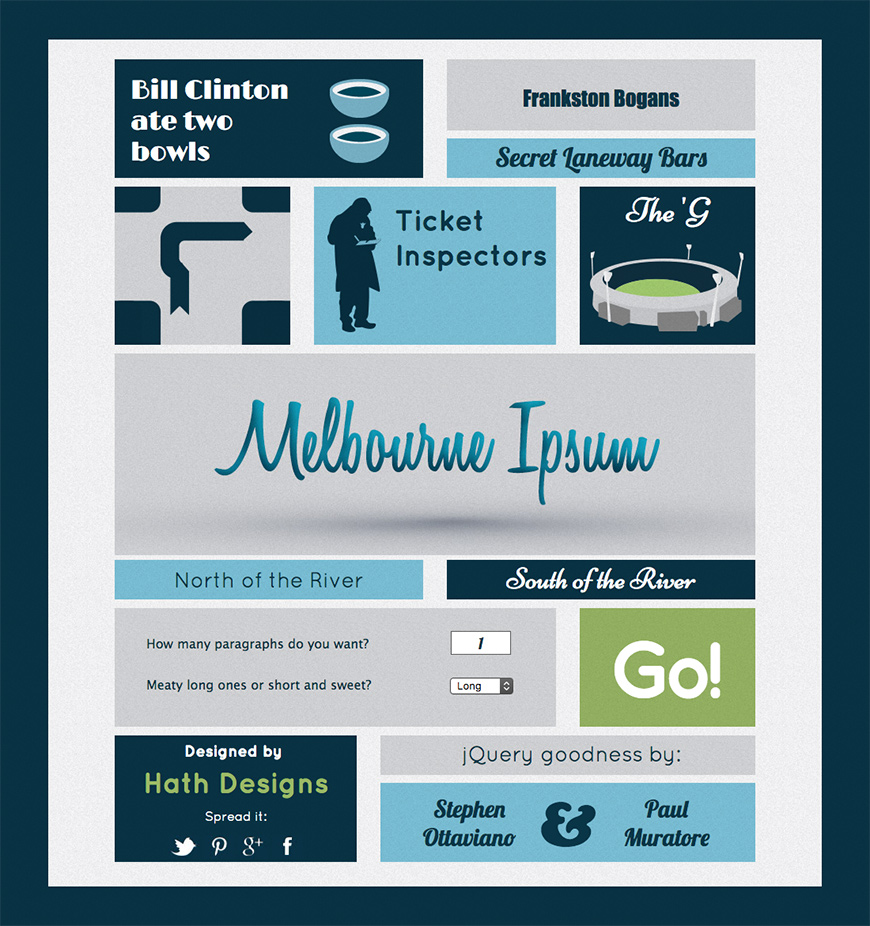 Bill Clinton
ate two
bowls
Frankston Bogans
Secret Laneway Bars
Ticket
Inspectors
The 'G
Melbourne Ipsum
North of the River
South of the River
How many paragraphs do you want?
1
Meaty long ones or short and sweet?
Long
Go!
Designed by
Hath Designs
Spread it:
g+
f
jQuery goodness by:
Stephen
Ottaviano
&
Paul
Muratore